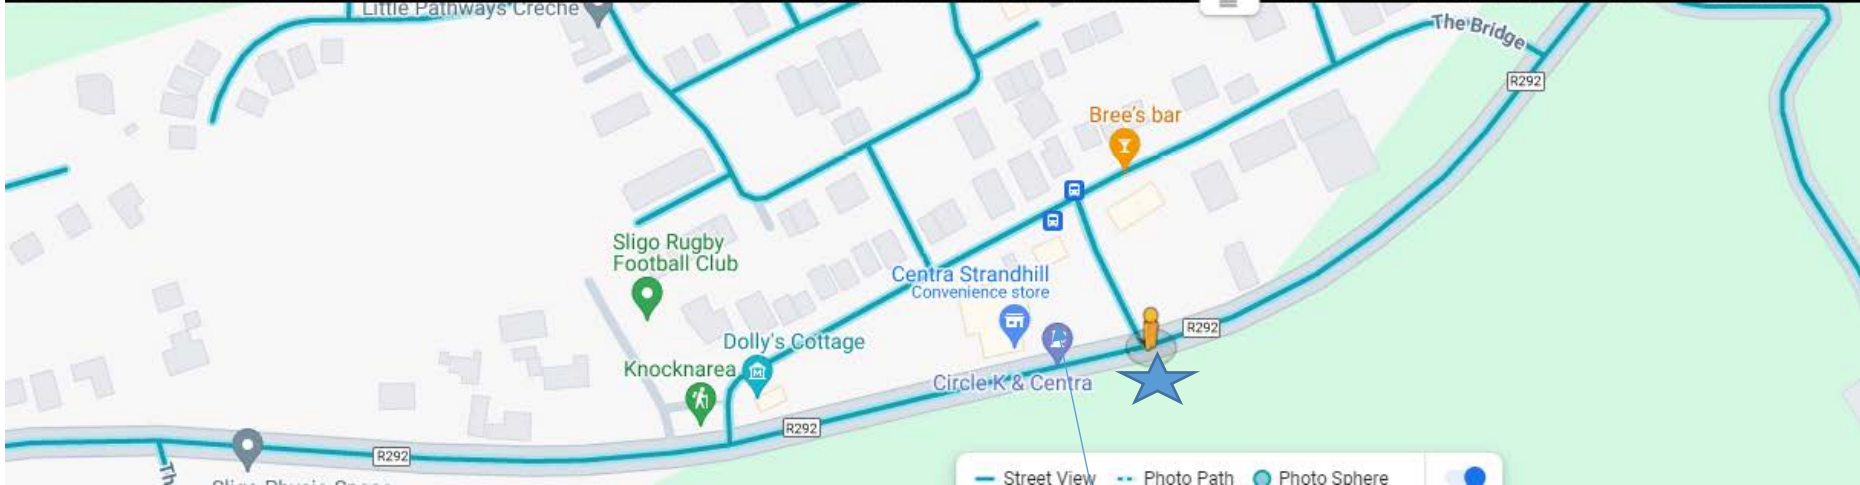 Little Pathways Creche
The Bridge
R292
Bree's bar
Sligo Rugby
Football Club
Centra Strandhill
Convenience store
R292
Dolly's Cottage
Knocknarea
Circle K & Centra
R292
R292
Th
Street View
Photo Path
Photo Sphere